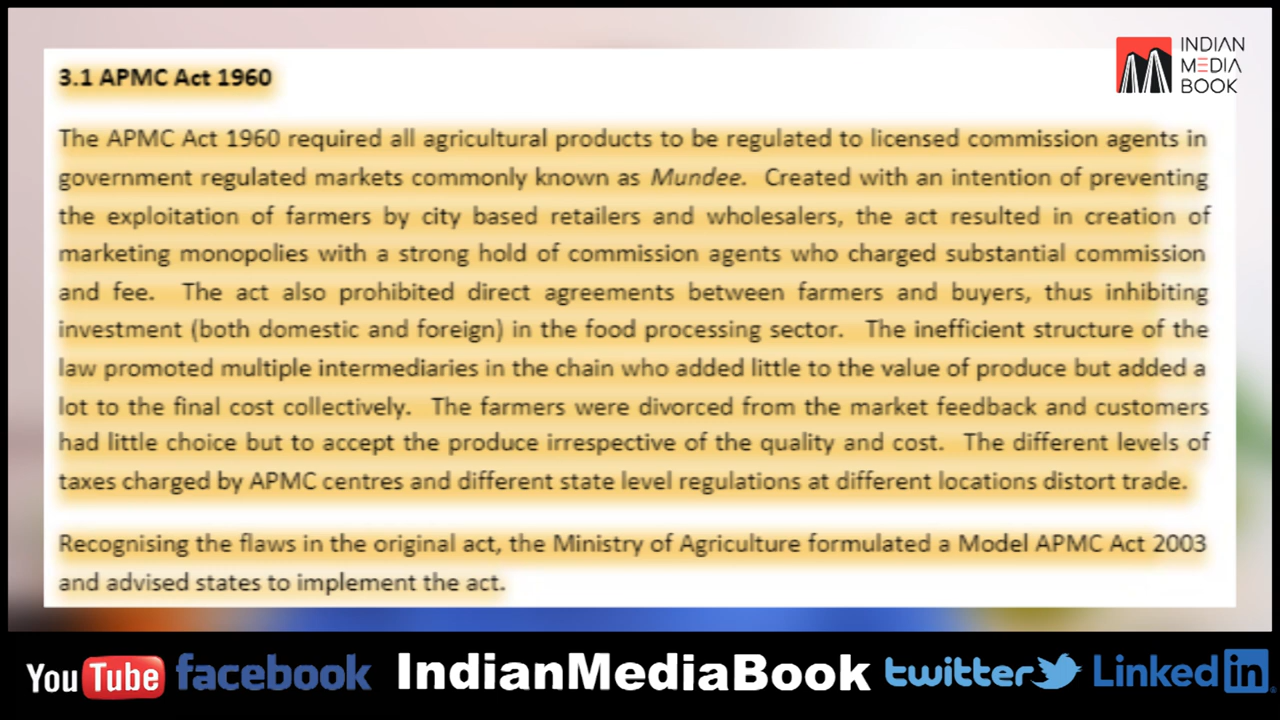 INDIAN
MEDIA
BOOK
3.1 APMC Act 1960
The APMC Act 1960 required all agricultural products to be regulated to licensed commission agents in
government regulated markets commonly known as Mundee. Created with an intention of preventing
the exploitation of farmers by city based retailers and wholesalers, the act resulted in creation of
marketing monopolies with a strong hold of commission agents who charged substantial commission
and fee. The act also prohibited direct agreements between farmers and buyers, thus inhibiting
investment (both domestic and foreign) in the food processing sector. The inefficient structure of the
law promoted multiple intermediaries in the chain who added little to the value of produce but added a
lot to the final cost collectively. The farmers were divorced from the market feedback and customers
had little choice but to accept the produce irrespective of the quality and cost. The different levels of
taxes charged by APMC centres and different state level regulations at different locations distort trade.
Recognising the flaws in the original act, the Ministry of Agriculture formulated a Model APMC Act 2003
and advised states to implement the act.
YouTube facebook IndianMediaBook twitter Linked in